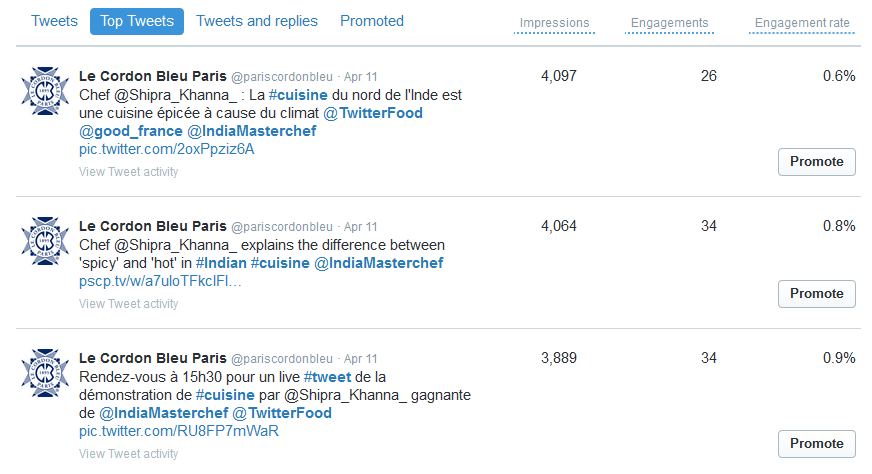 Tweets Top Tweets Tweets and replies Promoted Impressions Engagements Engagement rate
Le Cordon Bleu Paris @pariscordonbleu · Apr 11 4,097 26 0.6%
Chef @Shipra_Khanna_ : La #cuisine du nord de l'Inde est
une cuisine épicée à cause du climat @TwitterFood
@good_france @IndiaMasterchef
pic.twitter.com/2oxPpziz6A
Promote
View Tweet activity
Le Cordon Bleu Paris @pariscordonbleu · Apr 11 4,064 34 0.8%
Chef @Shipra_Khanna_ explains the difference between
'spicy' and 'hot' in #Indian #cuisine @IndiaMasterchef
pscp.tv/w/a7uloTFkclFl…
Promote
View Tweet activity
Le Cordon Bleu Paris @pariscordonbleu · Apr 11 3,889 34 0.9%
Rendez-vous à 15h30 pour un live #tweet de la
démonstration de #cuisine par @Shipra_Khanna_ gagnante
de @IndiaMasterchef @TwitterFood
pic.twitter.com/RU8FP7mWaR
Promote
View Tweet activity